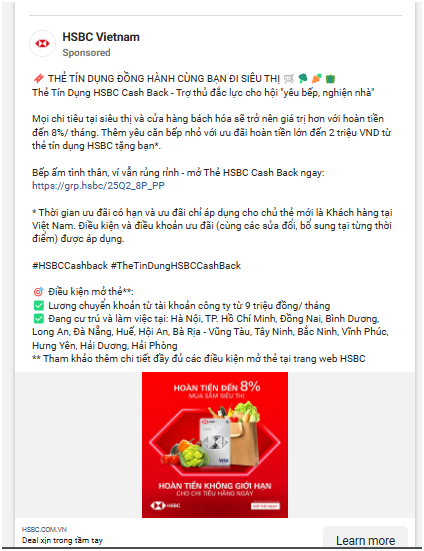 HSBC Vietnam
Sponsored
THẺ TÍN DỤNG ĐỒNG HÀNH CÙNG BẠN ĐI SIÊU THỊ
Thẻ Tín Dụng HSBC Cash Back - Trợ thủ đắc lực cho hội "yêu bếp, nghiện nhà"
Mọi chi tiêu tại siêu thị và cửa hàng bách hóa sẽ trở nên giá trị hơn với hoàn tiền
đến 8%/ tháng. Thêm yêu căn bếp nhỏ với ưu đãi hoàn tiền lớn đến 2 triệu VND từ
thẻ tín dụng HSBC tặng bạn*.
Bếp ấm tình thân, ví vẫn rủng rỉnh - mở Thẻ HSBC Cash Back ngay:
https://grp.hsbc/25Q2_8P_PP
* Thời gian ưu đãi có hạn và ưu đãi chỉ áp dụng cho chủ thẻ mới là Khách hàng tại
Việt Nam. Điều kiện và điều khoản ưu đãi (cùng các sửa đổi, bổ sung tại từng thời
điểm) được áp dụng.
#HSBCCashback #TheTinDungHSBCCashBack
Điều kiện mở thẻ**:
Lương chuyển khoản từ tài khoản công ty từ 9 triệu đồng/ tháng
Đang cư trú và làm việc tại: Hà Nội, TP. Hồ Chí Minh, Đồng Nai, Bình Dương,
Long An, Đà Nẵng, Huế, Hội An, Bà Rịa - Vũng Tàu, Tây Ninh, Bắc Ninh, Vĩnh Phúc,
Hưng Yên, Hải Dương, Hải Phòng
** Tham khảo thêm chi tiết đầy đủ các điều kiện mở thẻ tại trang web HSBC
HOÀN TIỀN ĐẾN 8%
MUA SẮM SIÊU THỊ
VISA
HOÀN TIỀN KHÔNG GIỚI HẠN
CHO CHI TIÊU HÀNG NGÀY
HSBC
MỞ THẺ NGAY
HSBC.COM.VN
Deal xịn trong tầm tay
Learn more